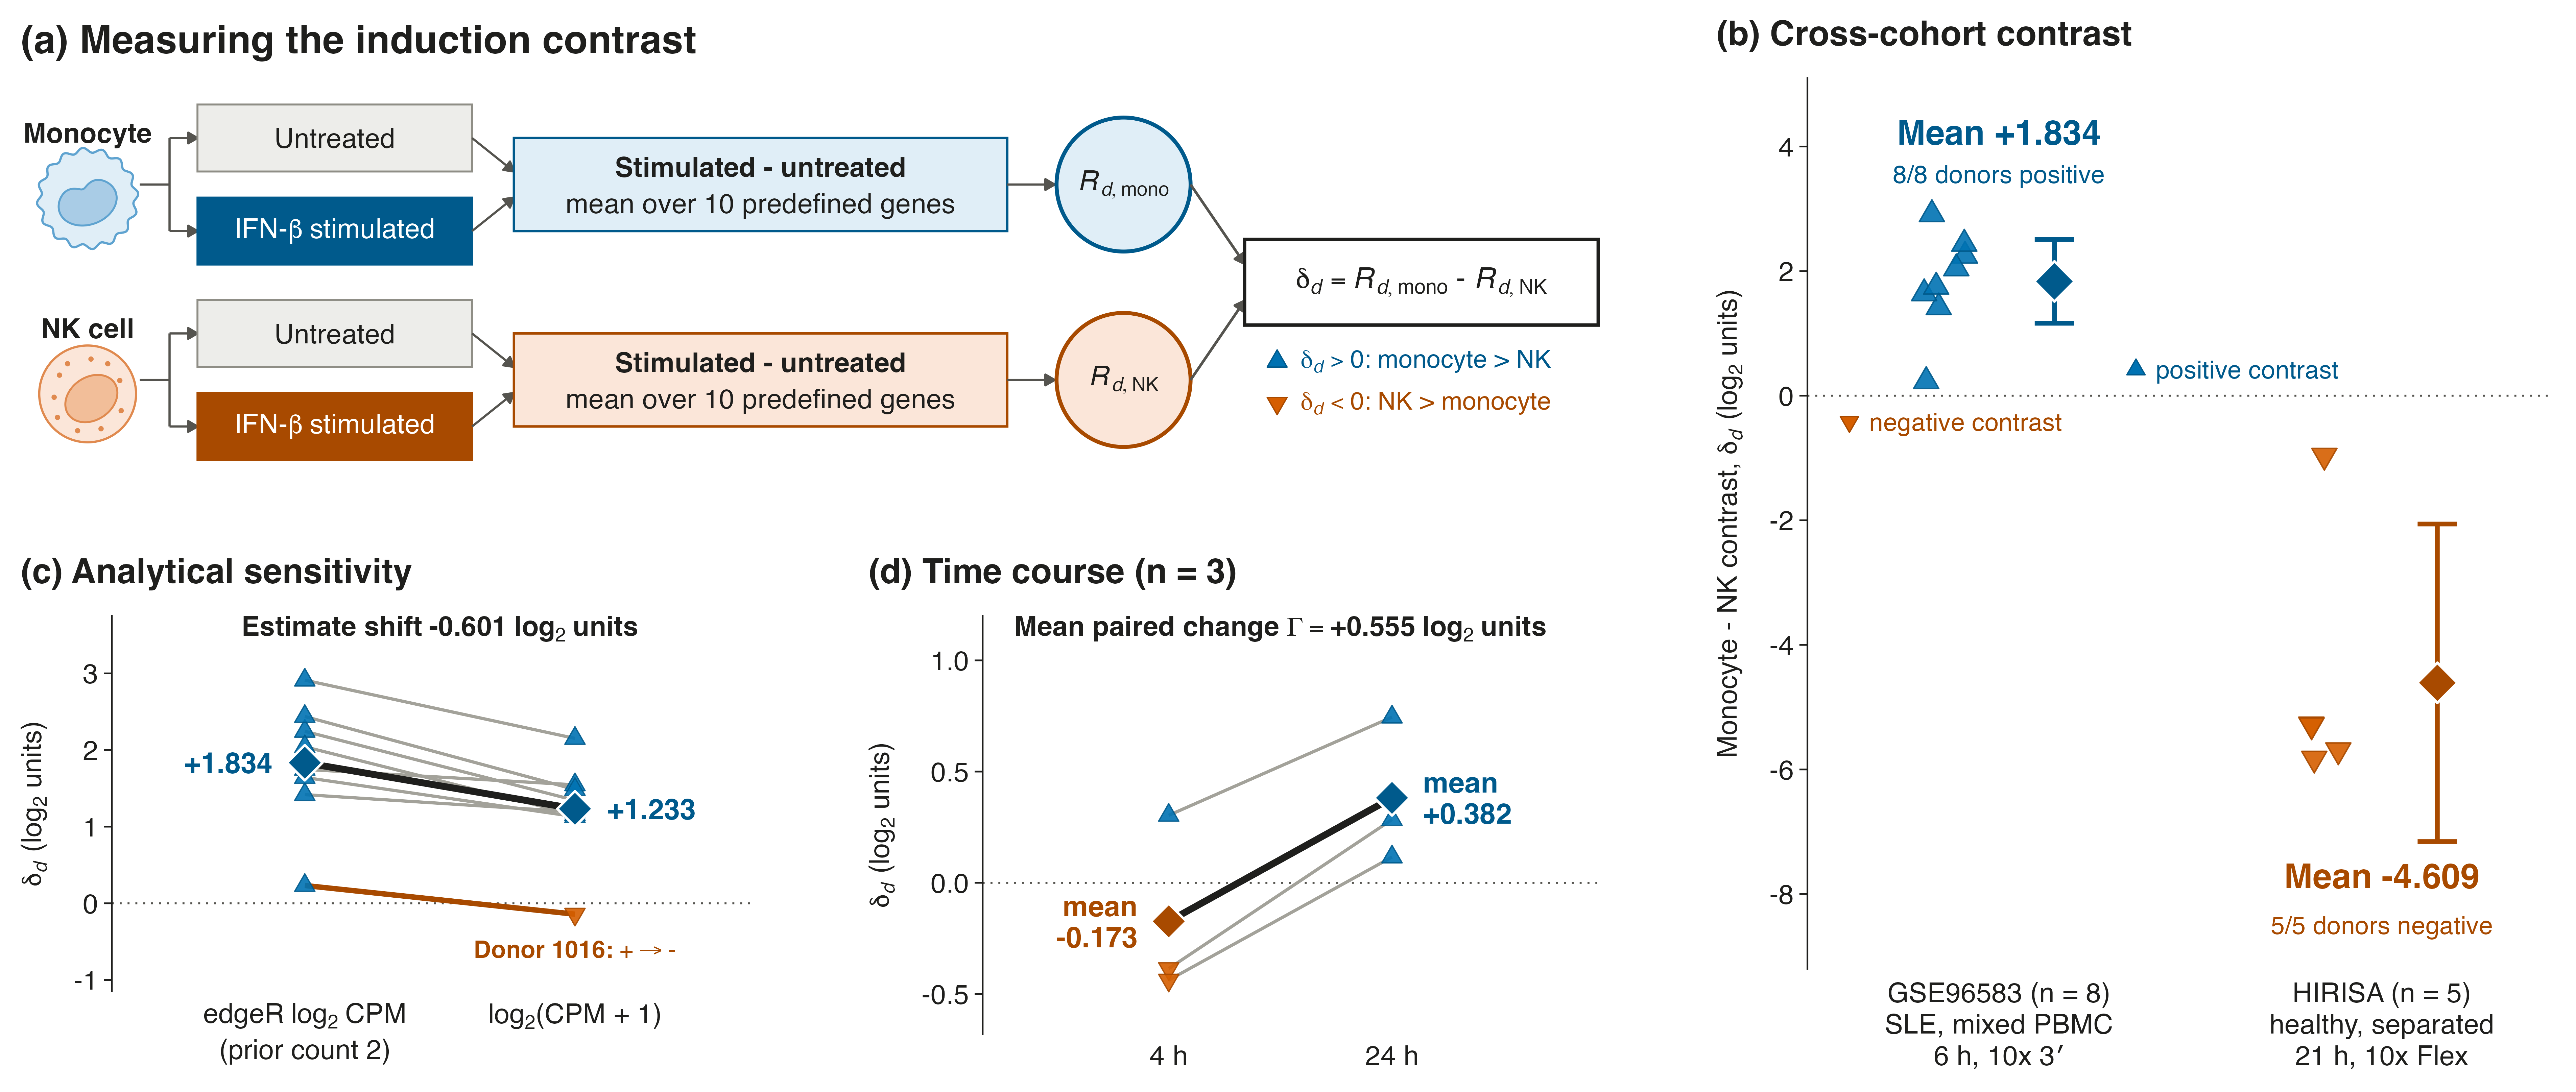 (a) Measuring the induction contrast
Monocyte
Untreated
IFN-β stimulated
Stimulated - untreated
mean over 10 predefined genes
R_d, mono
NK cell
Untreated
IFN-β stimulated
Stimulated - untreated
mean over 10 predefined genes
R_d, NK
δ_d = R_d, mono - R_d, NK
δ_d > 0: monocyte > NK
δ_d < 0: NK > monocyte
(b) Cross-cohort contrast
Monocyte - NK contrast, δ_d (log₂ units)
4
2
0
-2
-4
-6
-8
Mean +1.834
8/8 donors positive
positive contrast
negative contrast
Mean -4.609
5/5 donors negative
GSE96583 (n = 8)
SLE, mixed PBMC
6 h, 10x 3′
HIRISA (n = 5)
healthy, separated
21 h, 10x Flex
(c) Analytical sensitivity
Estimate shift -0.601 log₂ units
δ_d (log₂ units)
3
2
1
0
-1
+1.834
+1.233
Donor 1016: + → -
edgeR log₂ CPM
(prior count 2)
log₂(CPM + 1)
(d) Time course (n = 3)
Mean paired change Γ = +0.555 log₂ units
δ_d (log₂ units)
1.0
0.5
0.0
-0.5
mean
-0.173
mean
+0.382
4 h
24 h